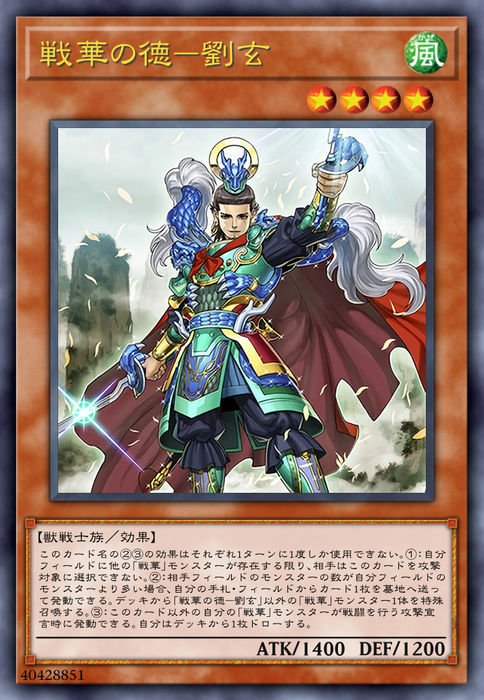 戦華の徳－劉玄
風
かぜ
【獣戦士族／効果】
このカード名の②③の効果はそれぞれ1ターンに1度しか使用できない。①：自分
フィールドに他の「戦華」モンスターが存在する限り、相手はこのカードを攻撃
対象に選択できない。②：相手フィールドのモンスターの数が自分フィールドの
モンスターより多い場合、自分の手札・フィールドからカード1枚を墓地へ送っ
て発動できる。デッキから「戦華の徳－劉玄」以外の「戦華」モンスター1体を特殊
召喚する。③：このカード以外の自分の「戦華」モンスターが戦闘を行う攻撃宣
言時に発動できる。自分はデッキから1枚ドローする。
ATK/1400 DEF/1200
40428851